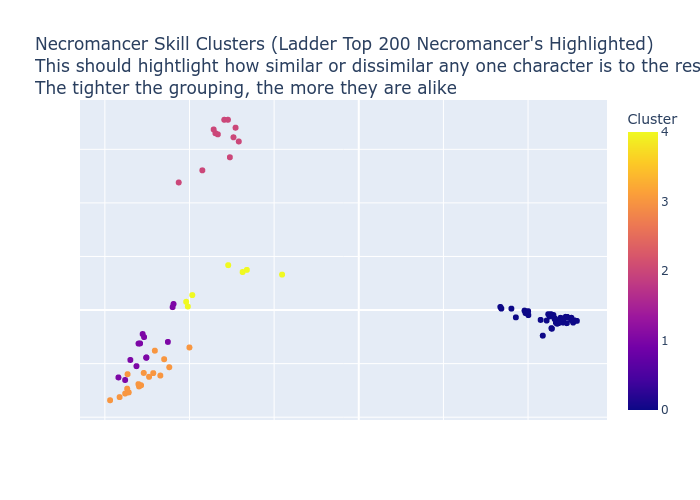 Necromancer Skill Clusters (Ladder Top 200 Necromancer's Highlighted)
This should hightlight how similar or dissimilar any one character is to the res
The tighter the grouping, the more they are alike
Cluster
4
3
2
1
0